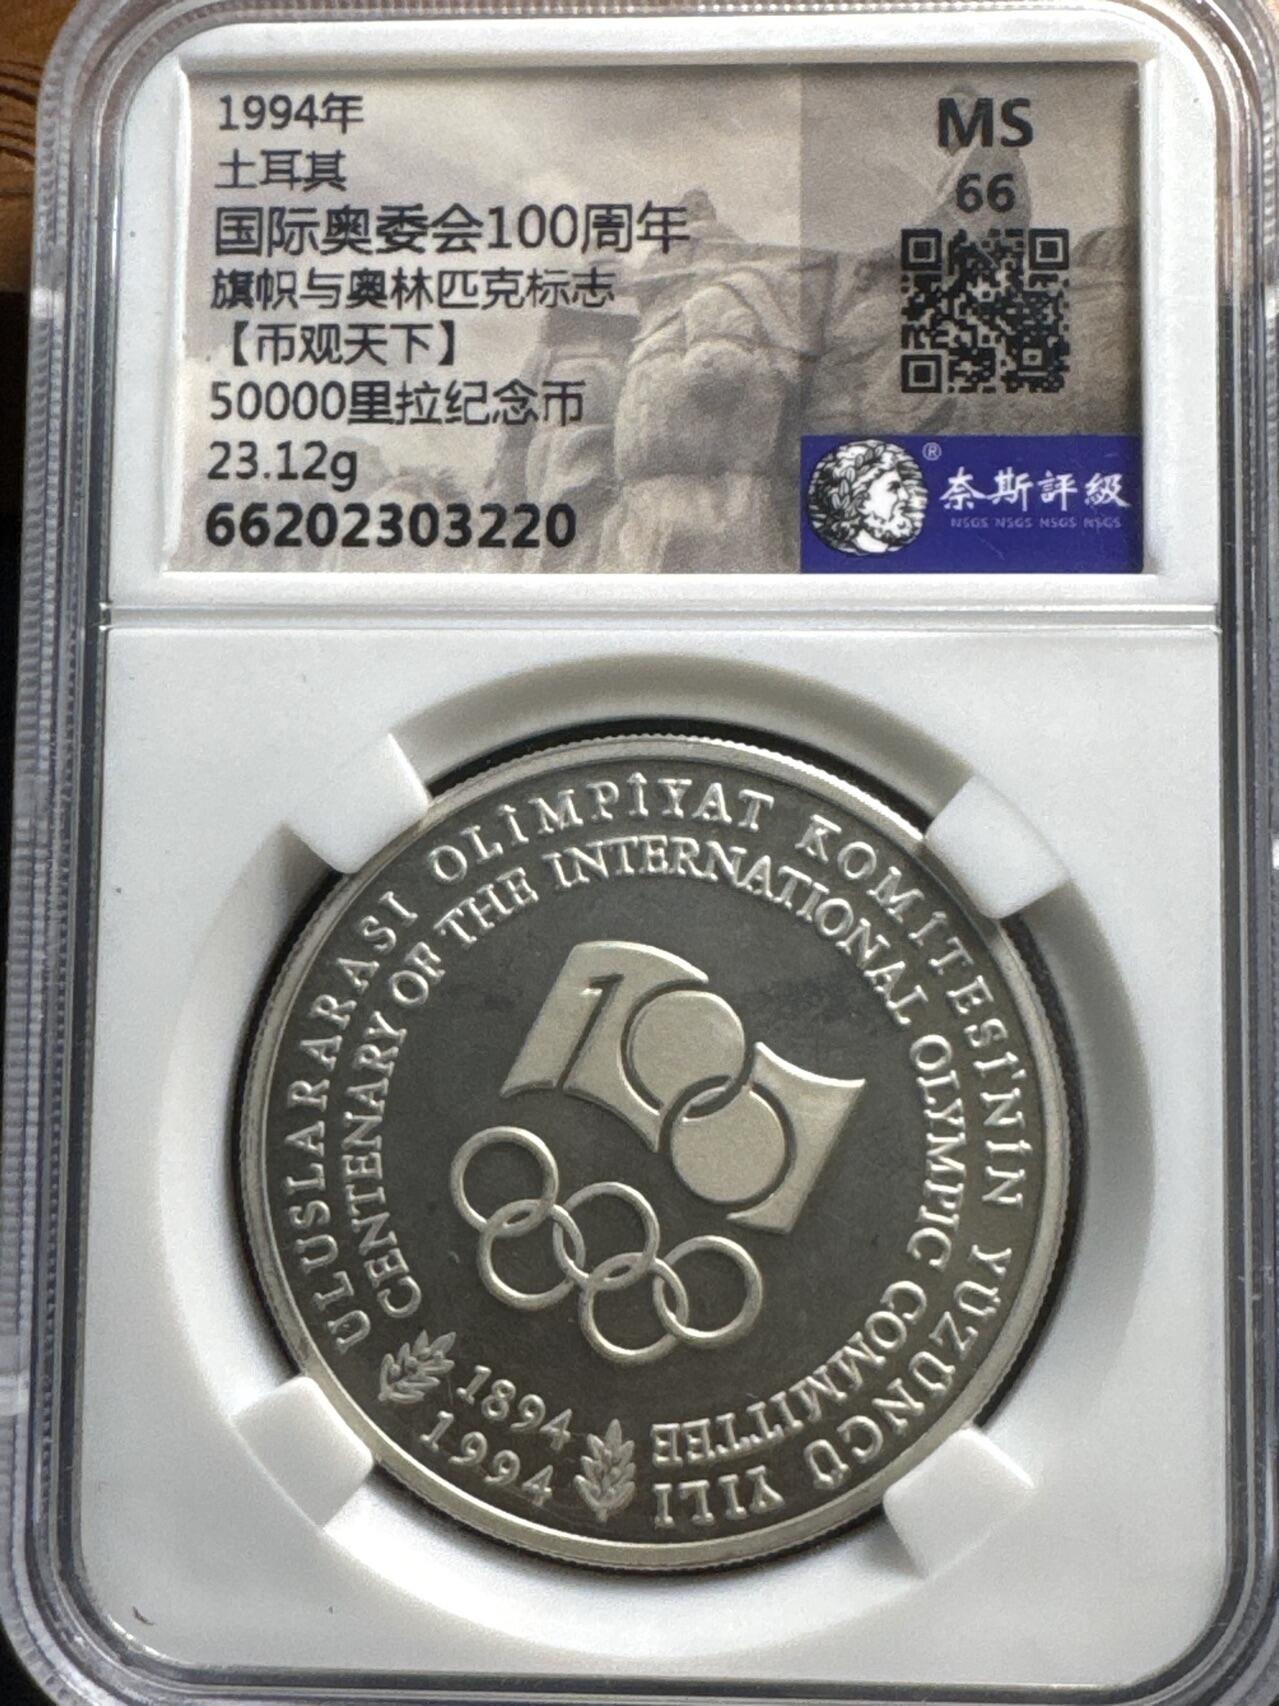 1994年
土耳其
国际奥委会100周年
旗帜与奥林匹克标志
【币观天下】
50000里拉纪念币
23.12g
66202303220
MS
66
®
奈斯評級
NSGS NSGS NSGS NSGS
ULUSLARARASI OLİMPİYAT KOMİTESİ'NİN YÜZÜNCÜ YILI
CENTENARY OF THE INTERNATIONAL OLYMPIC COMMITTEE
100
1894
1994